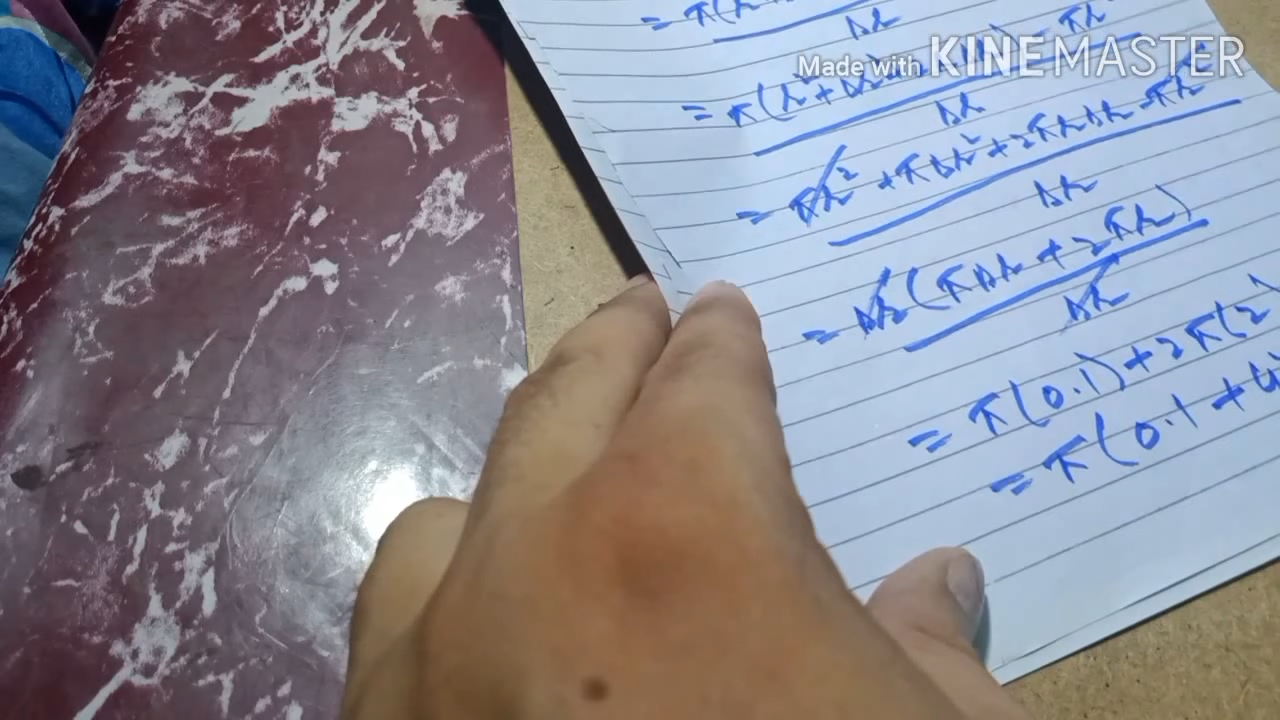 = π(r
Δr
Made with KINEMASTER
= π(r² + Δr² - πr²
Δr
= πr² + πΔr² + 2πrΔr - πr²
Δr
= Δr(πΔr + 2πr)
Δr
= π(0.1) + 2π(2)
= π(0.1 + 4